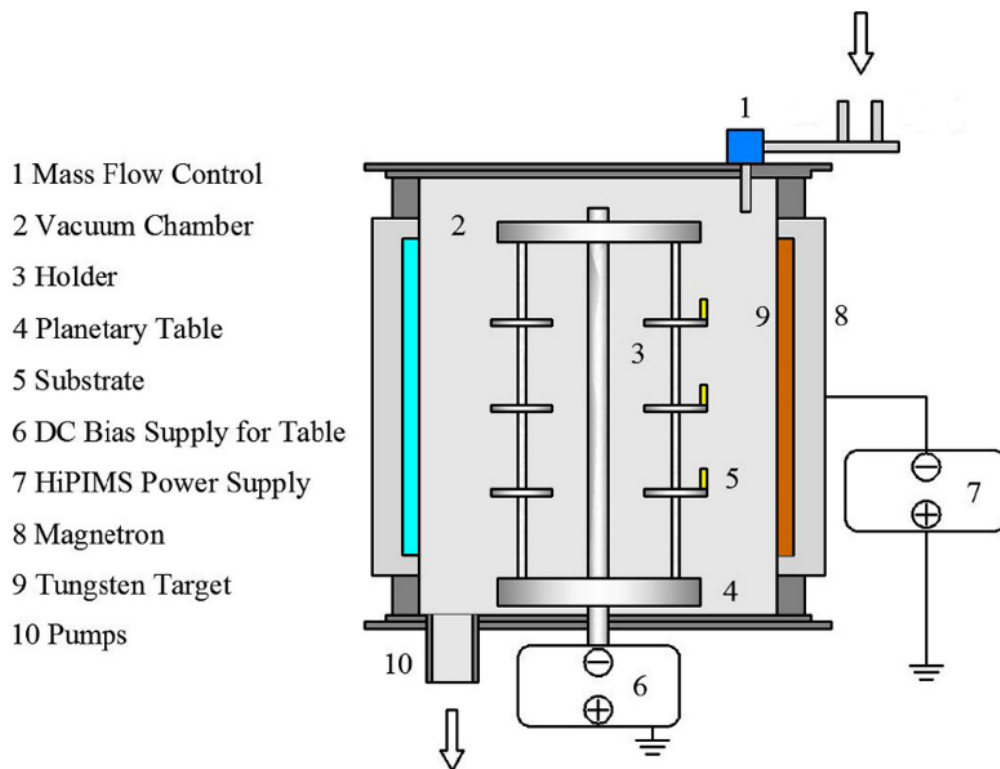 1 Mass Flow Control
2 Vacuum Chamber
3 Holder
4 Planetary Table
5 Substrate
6 DC Bias Supply for Table
7 HiPIMS Power Supply
8 Magnetron
9 Tungsten Target
10 Pumps
1
2
3
9
8
5
7
4
10
6